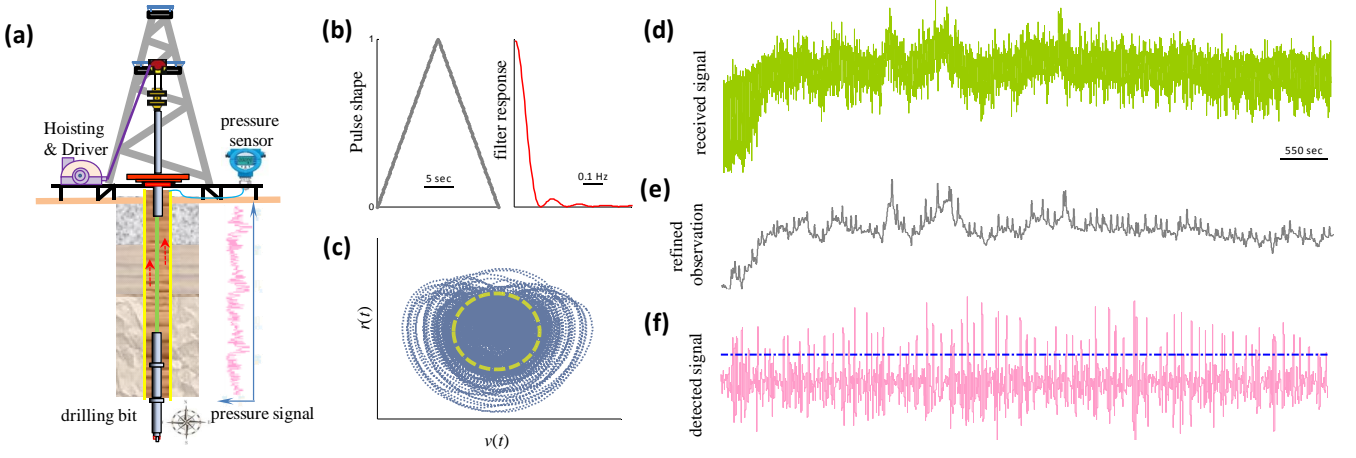 (a)
Hoisting
& Driver
pressure
sensor
drilling bit
pressure signal
(b)
Pulse shape
1
0
5 sec
filter response
0.1 Hz
(c)
r(t)
v(t)
(d)
received signal
550 sec
(e)
refined
observation
(f)
detected signal